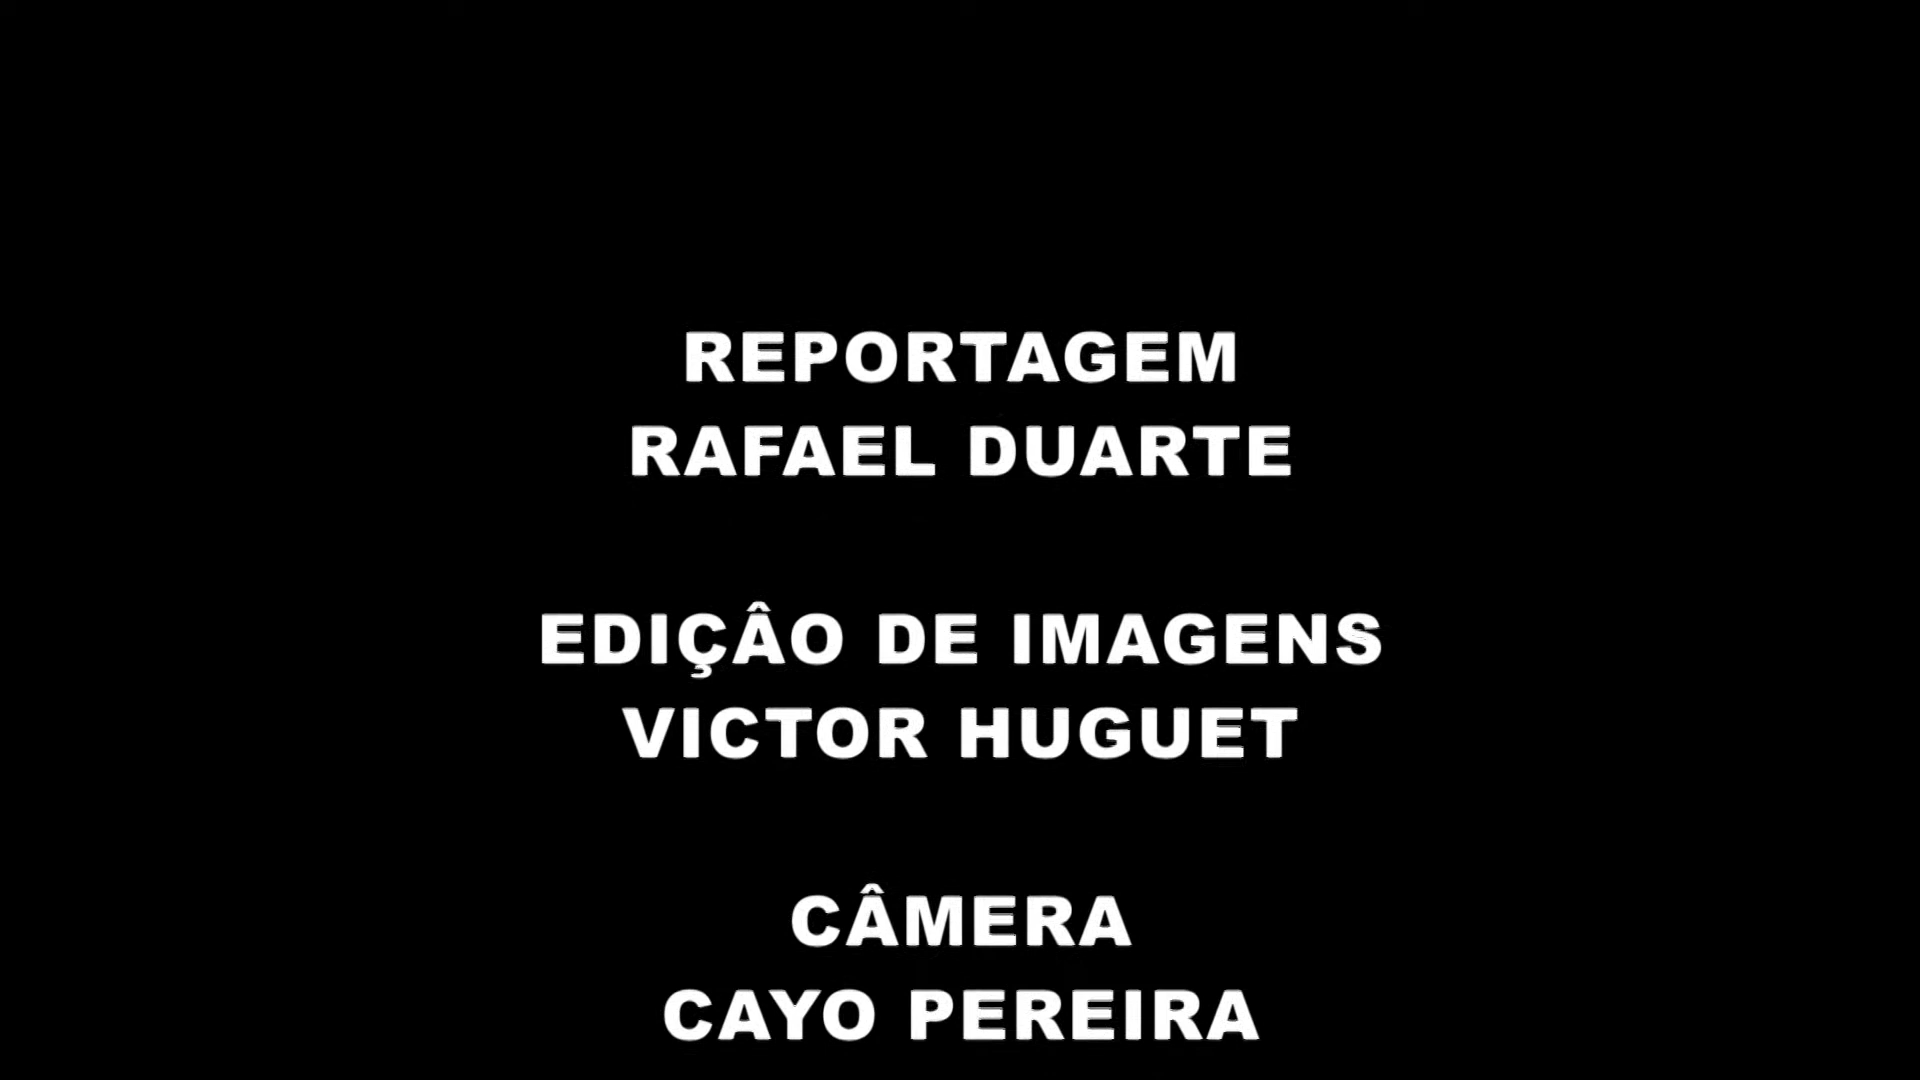 REPORTAGEM
RAFAEL DUARTE
EDIÇÂO DE IMAGENS
VICTOR HUGUET
CÂMERA
CAYO PEREIRA